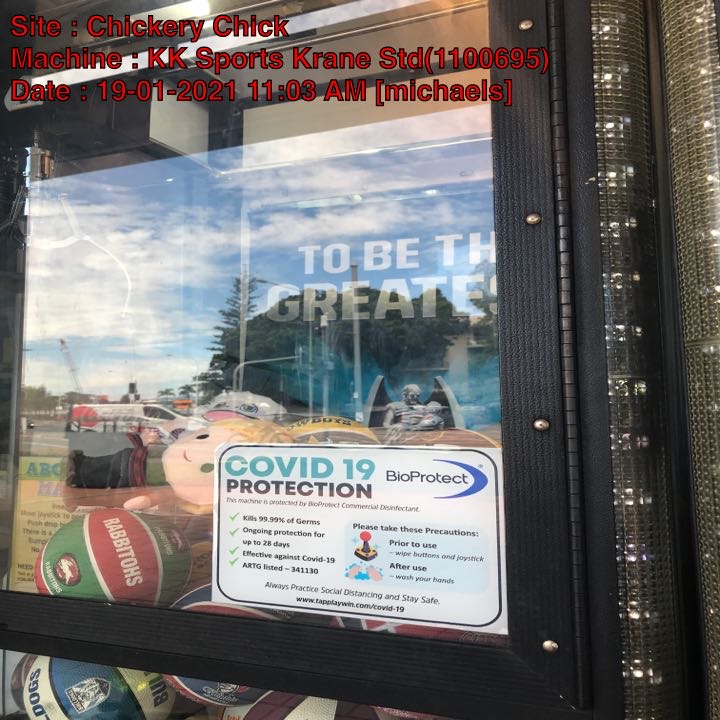 Site : Chickery Chick
Machine : KK Sports Krane Std(1100695)
Date : 19-01-2021 11:03 AM [michaels]
TO BE TH
GREATES
COWBOYS
COVID 19
PROTECTION
BioProtect
This machine is protected by BioProtect Commercial Disinfectant.
Kills 99.99% of Germs
Ongoing protection for
up to 28 days
Effective against Covid-19
ARTG listed – 341130
Please take these Precautions:
Prior to use
– wipe buttons and joystick
After use
– wash your hands
Always Practice Social Distancing and Stay Safe.
www.tapplaywin.com/covid-19
RABBITOHS
RABBITOHS